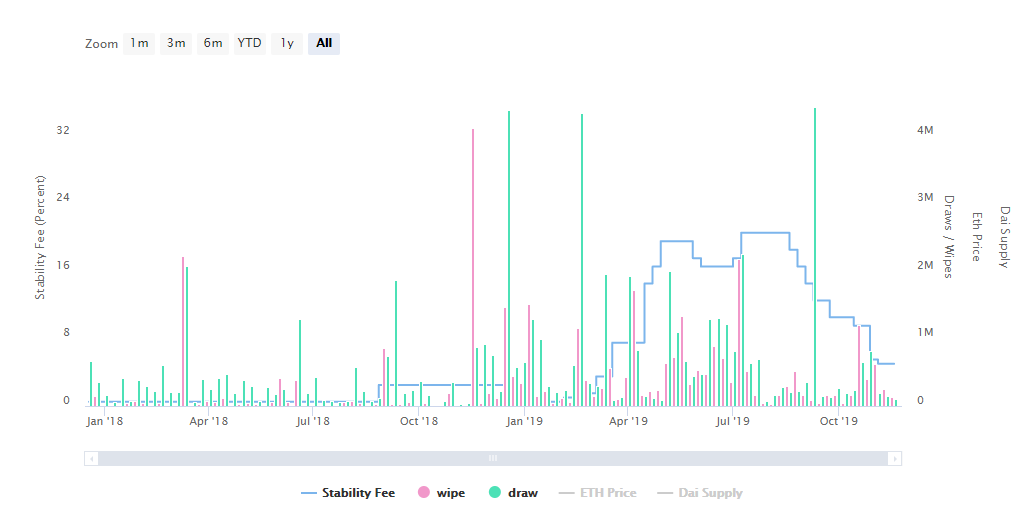 Zoom 1m 3m 6m YTD 1y All
32 4M
24 3M
16 2M
8 1M
0 0
Stability Fee (Percent)
Draws / Wipes
Eth Price
Dai Supply
Jan '18 Apr '18 Jul '18 Oct '18 Jan '19 Apr '19 Jul '19 Oct '19
Stability Fee wipe draw ETH Price Dai Supply